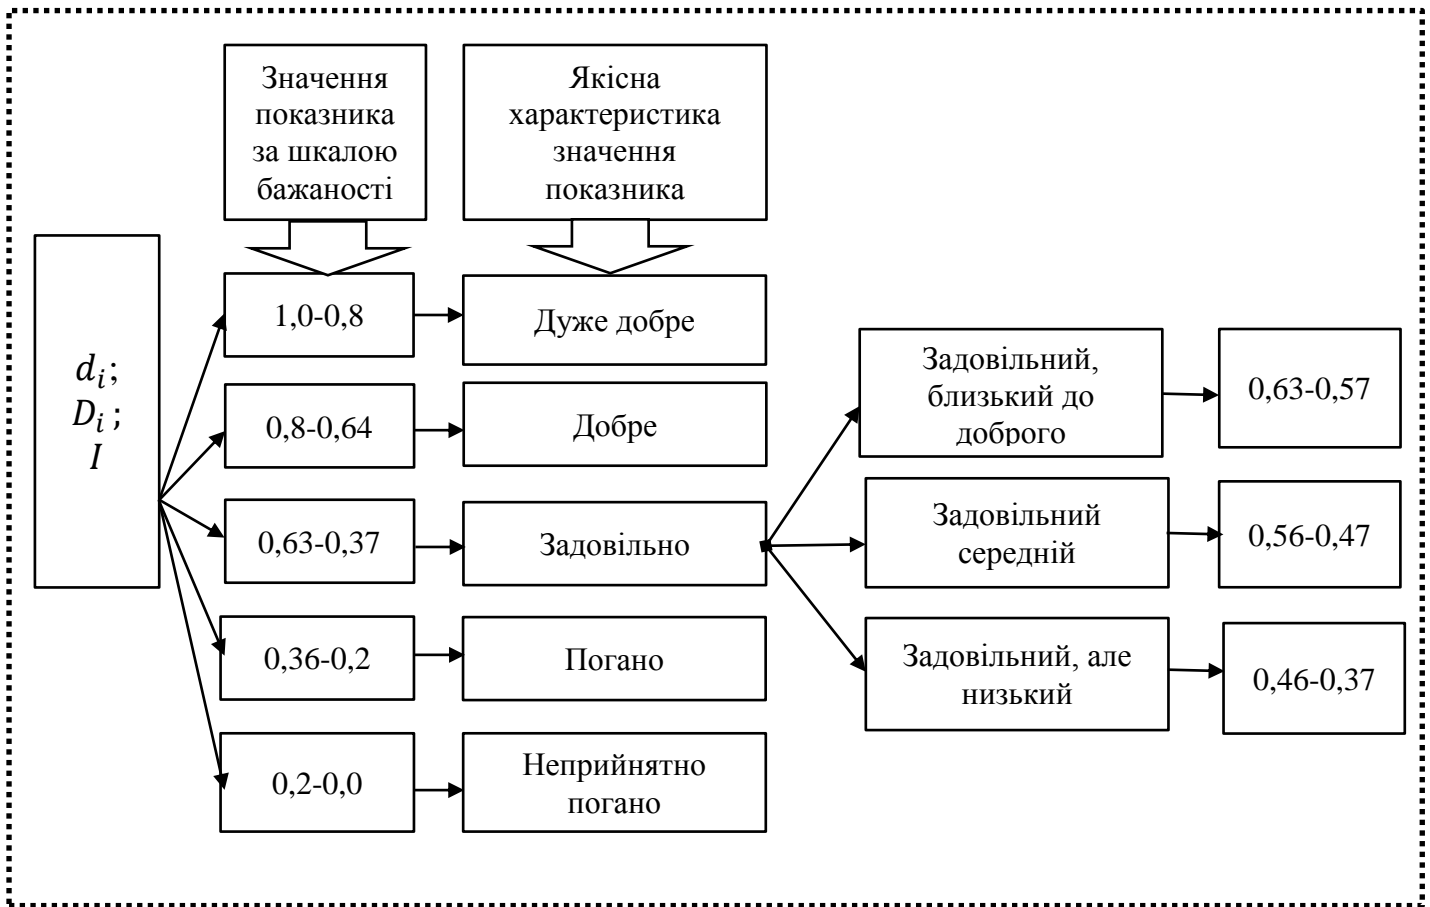 Значення
показника
за шкалою
бажаності
Якісна
характеристика
значення
показника
d_i;
D_i ;
I
1,0-0,8
Дуже добре
0,8-0,64
Добре
0,63-0,37
Задовільно
0,36-0,2
Погано
0,2-0,0
Неприйнятно
погано
Задовільний,
близький до
доброго
0,63-0,57
Задовільний
середній
0,56-0,47
Задовільний, але
низький
0,46-0,37